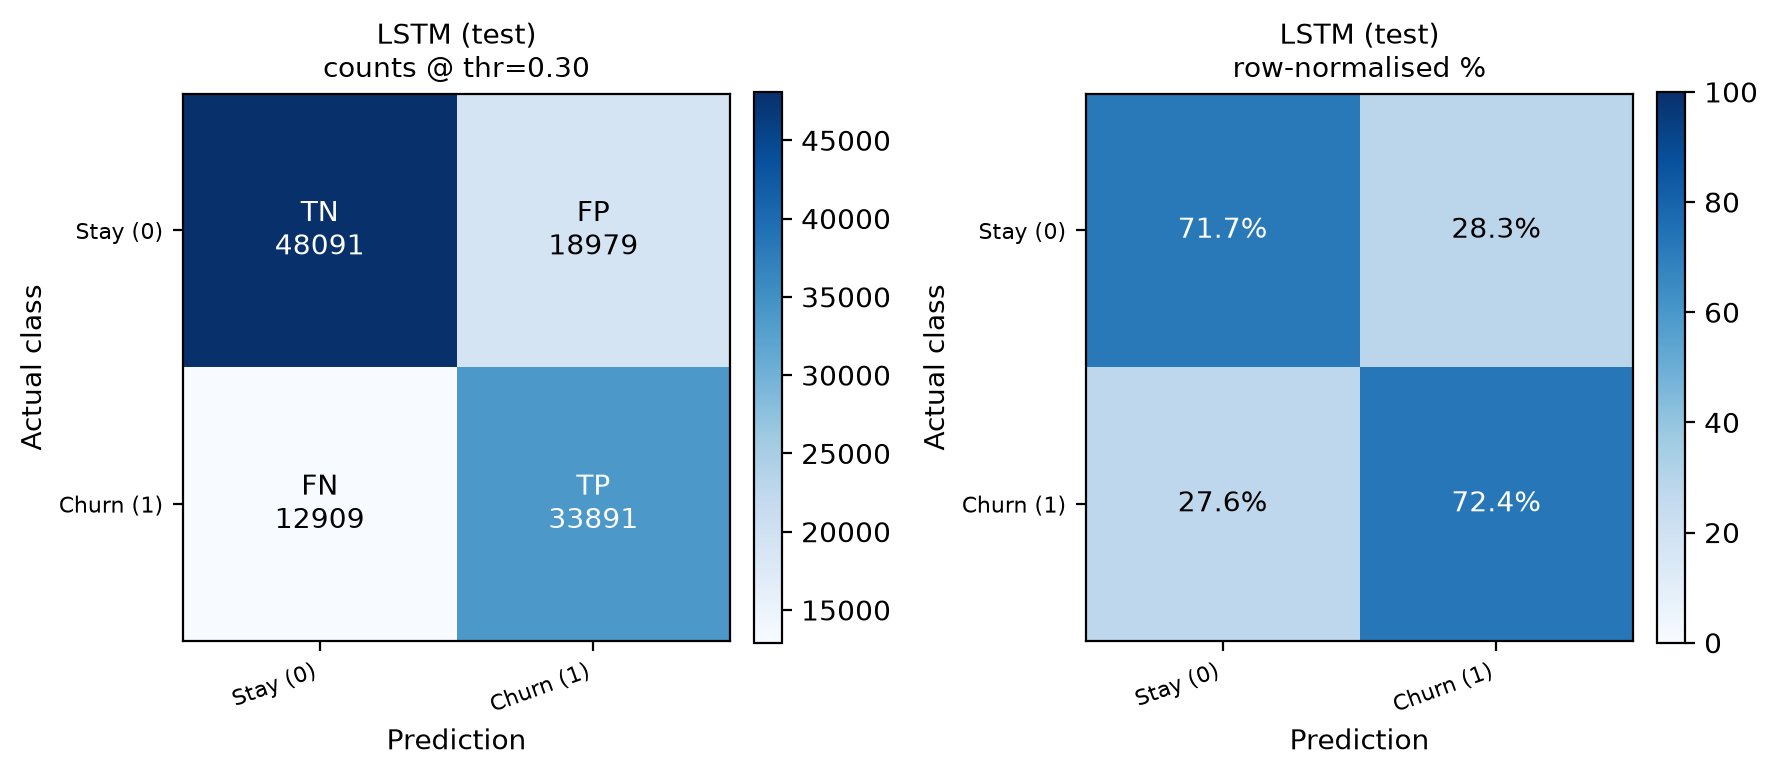 LSTM (test)
counts @ thr=0.30
TN
48091
FP
18979
FN
12909
TP
33891
Stay (0)
Churn (1)
Actual class
Stay (0)
Churn (1)
Prediction
45000
40000
35000
30000
25000
20000
15000
LSTM (test)
row-normalised %
71.7%
28.3%
27.6%
72.4%
Stay (0)
Churn (1)
Actual class
Stay (0)
Churn (1)
Prediction
100
80
60
40
20
0